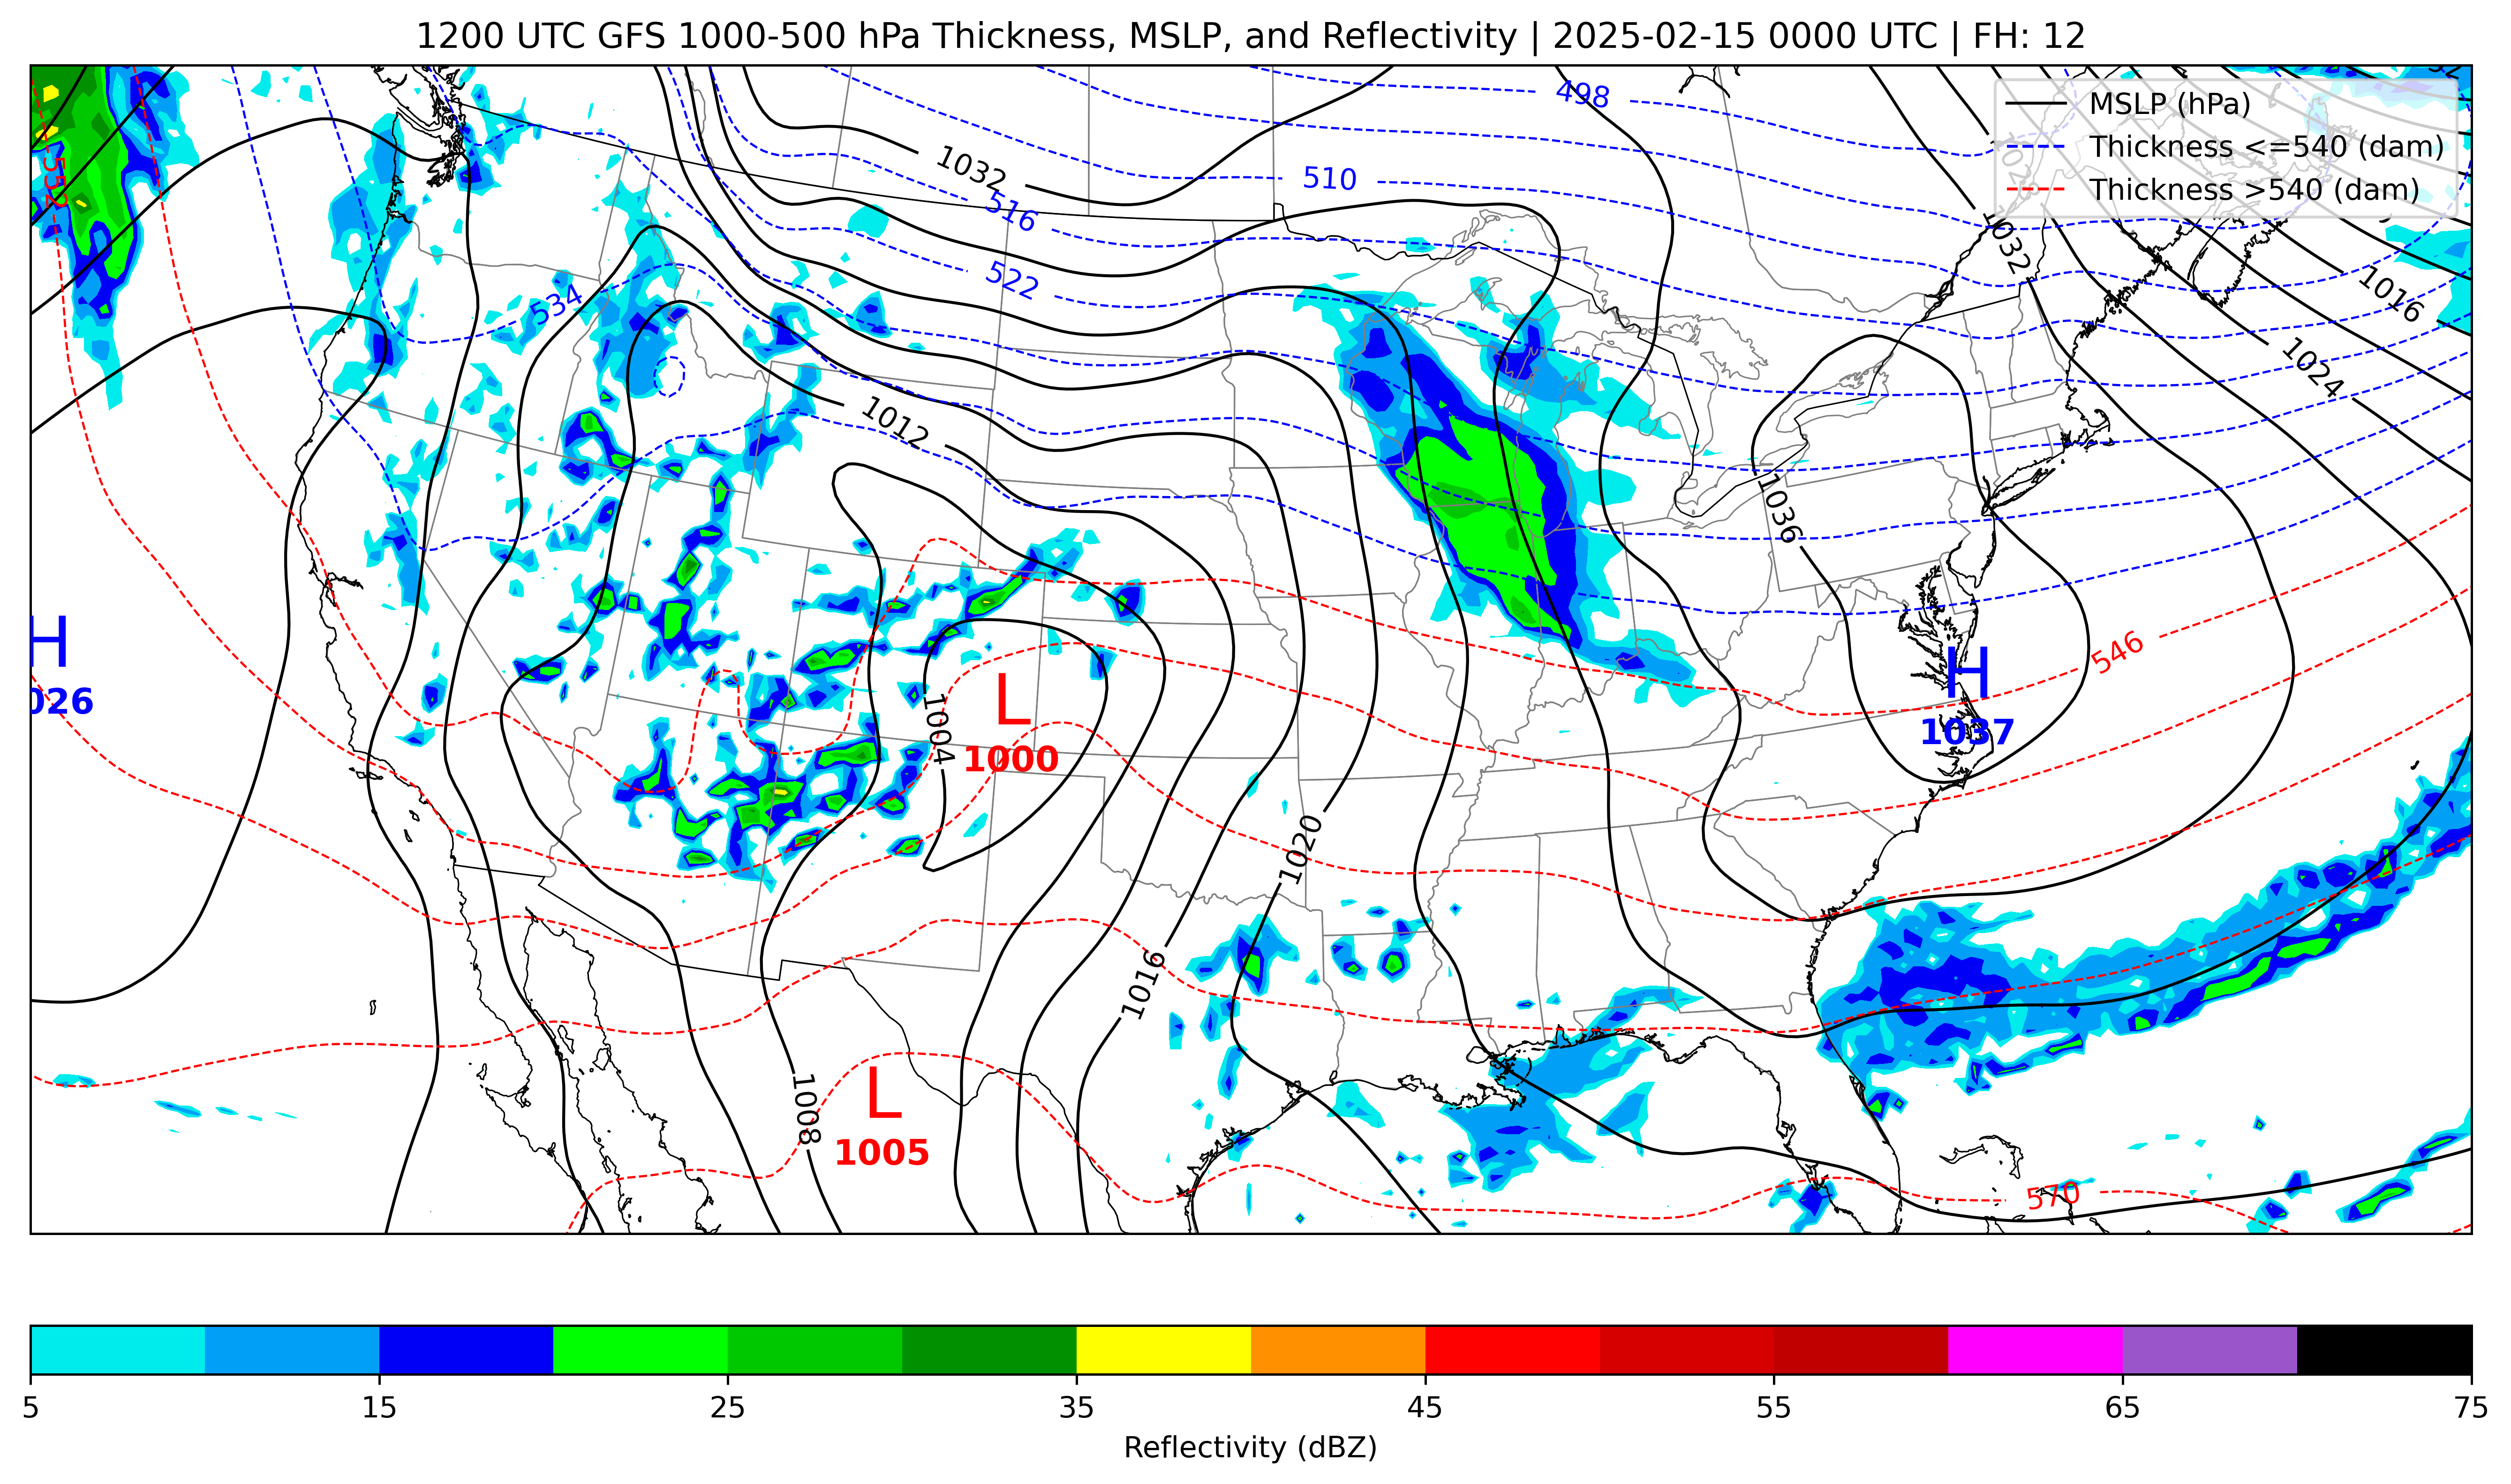 1200 UTC GFS 1000-500 hPa Thickness, MSLP, and Reflectivity | 2025-02-15 0000 UTC | FH: 12
MSLP (hPa)
Thickness <=540 (dam)
Thickness >540 (dam)
498
1032
510
516
1032
522
534
1016
1024
1012
1036
546
H
026
H
1037
L
1000
1004
1020
1016
L
1005
1008
570
5 15 25 35 45 55 65 75
Reflectivity (dBZ)